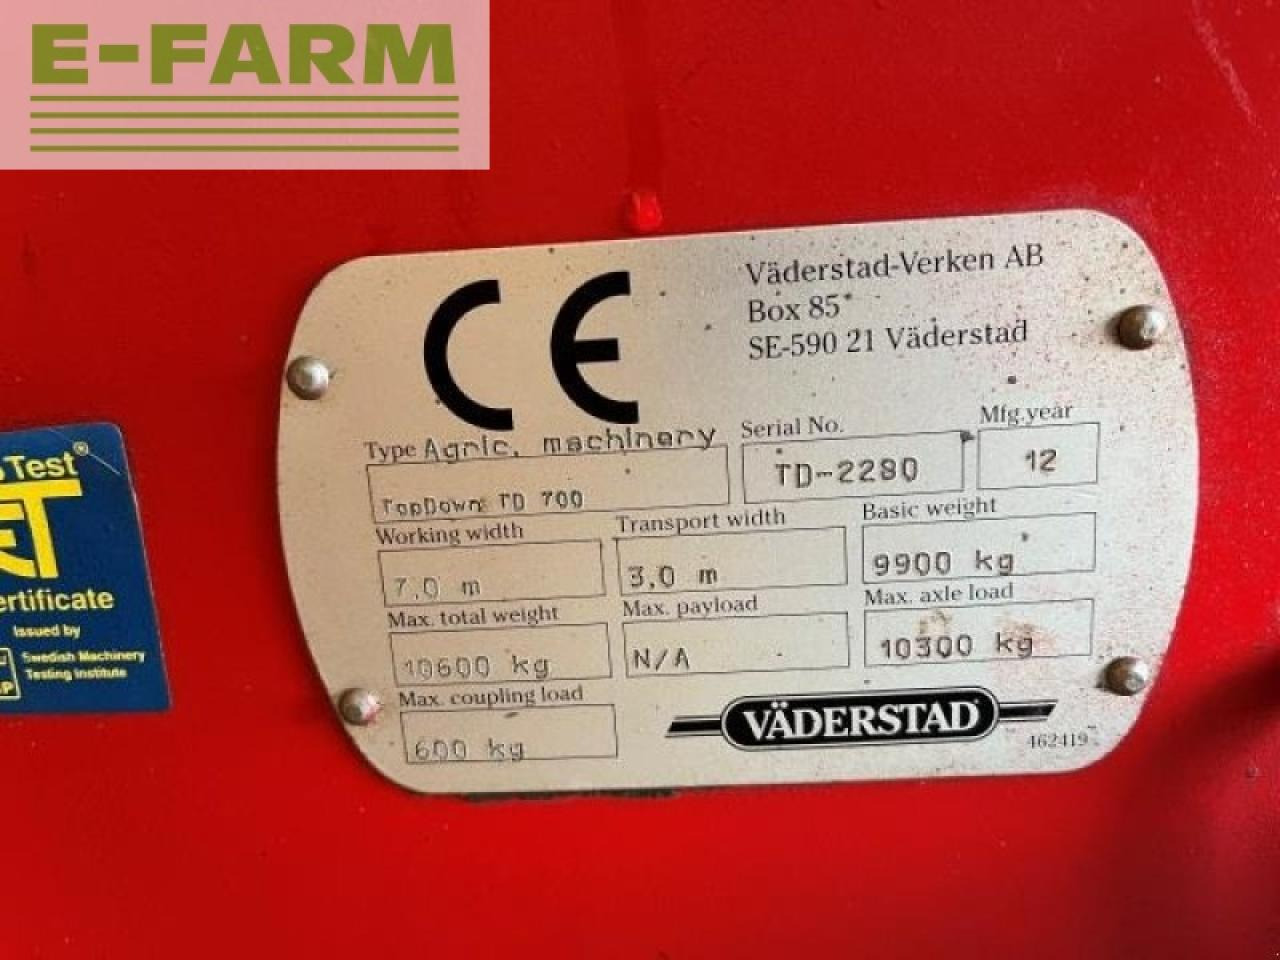 E-FARM
Väderstad-Verken AB
Box 85
SE-590 21 Väderstad
CE
Type Agric. machinery
TopDown TD 700
Serial No.
TD-2280
Mfg.year
12
Working width
7.0 m
Transport width
3.0 m
Basic weight
9900 kg
Max. total weight
10600 kg
Max. payload
N/A
Max. axle load
10300 kg
Max. coupling load
600 kg
VÄDERSTAD
462419
Test®
ertificate
Issued by
Swedish Machinery
Testing Institute